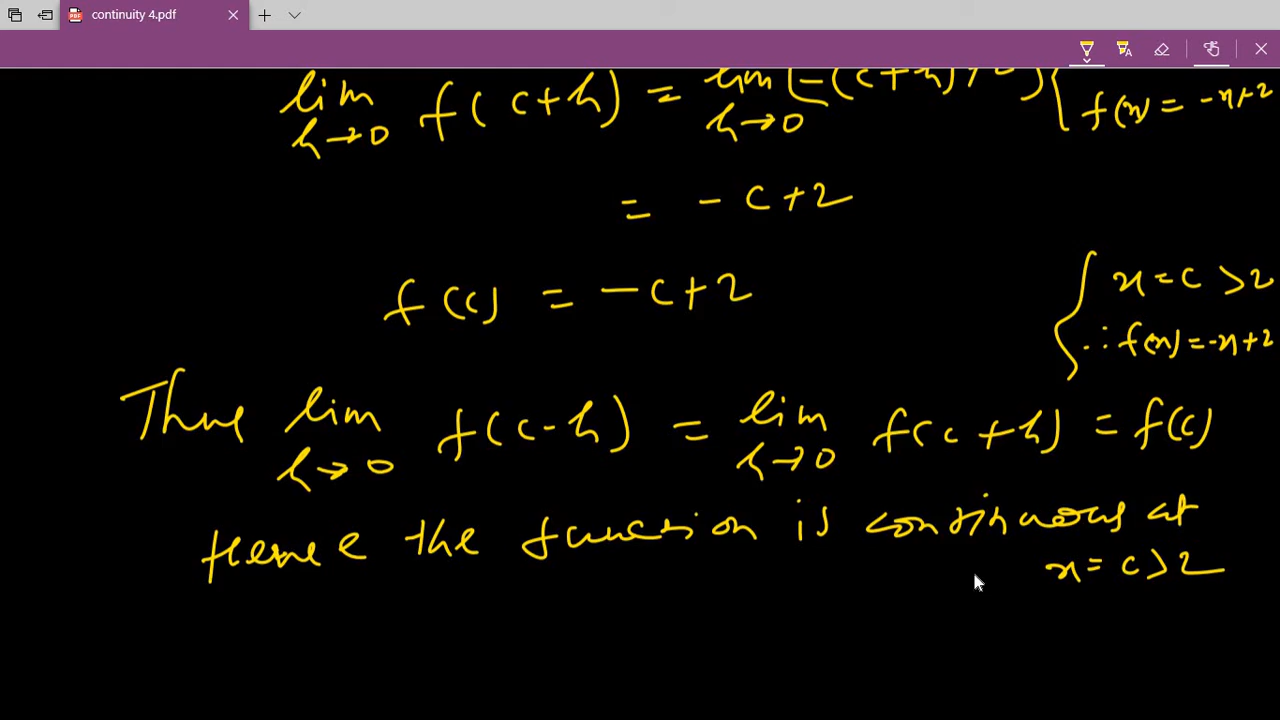 continuity 4.pdf
lim f(c+h) = lim (-(c+h)+2) { f(x) = -x+2
h→0 h→0
= -c+2
f(c) = -c+2 { x=c >2
∴ f(x)=-x+2
Thus lim f(c-h) = lim f(c+h) = f(c)
h→0 h→0
Hence the function is continuous at
x = c>2